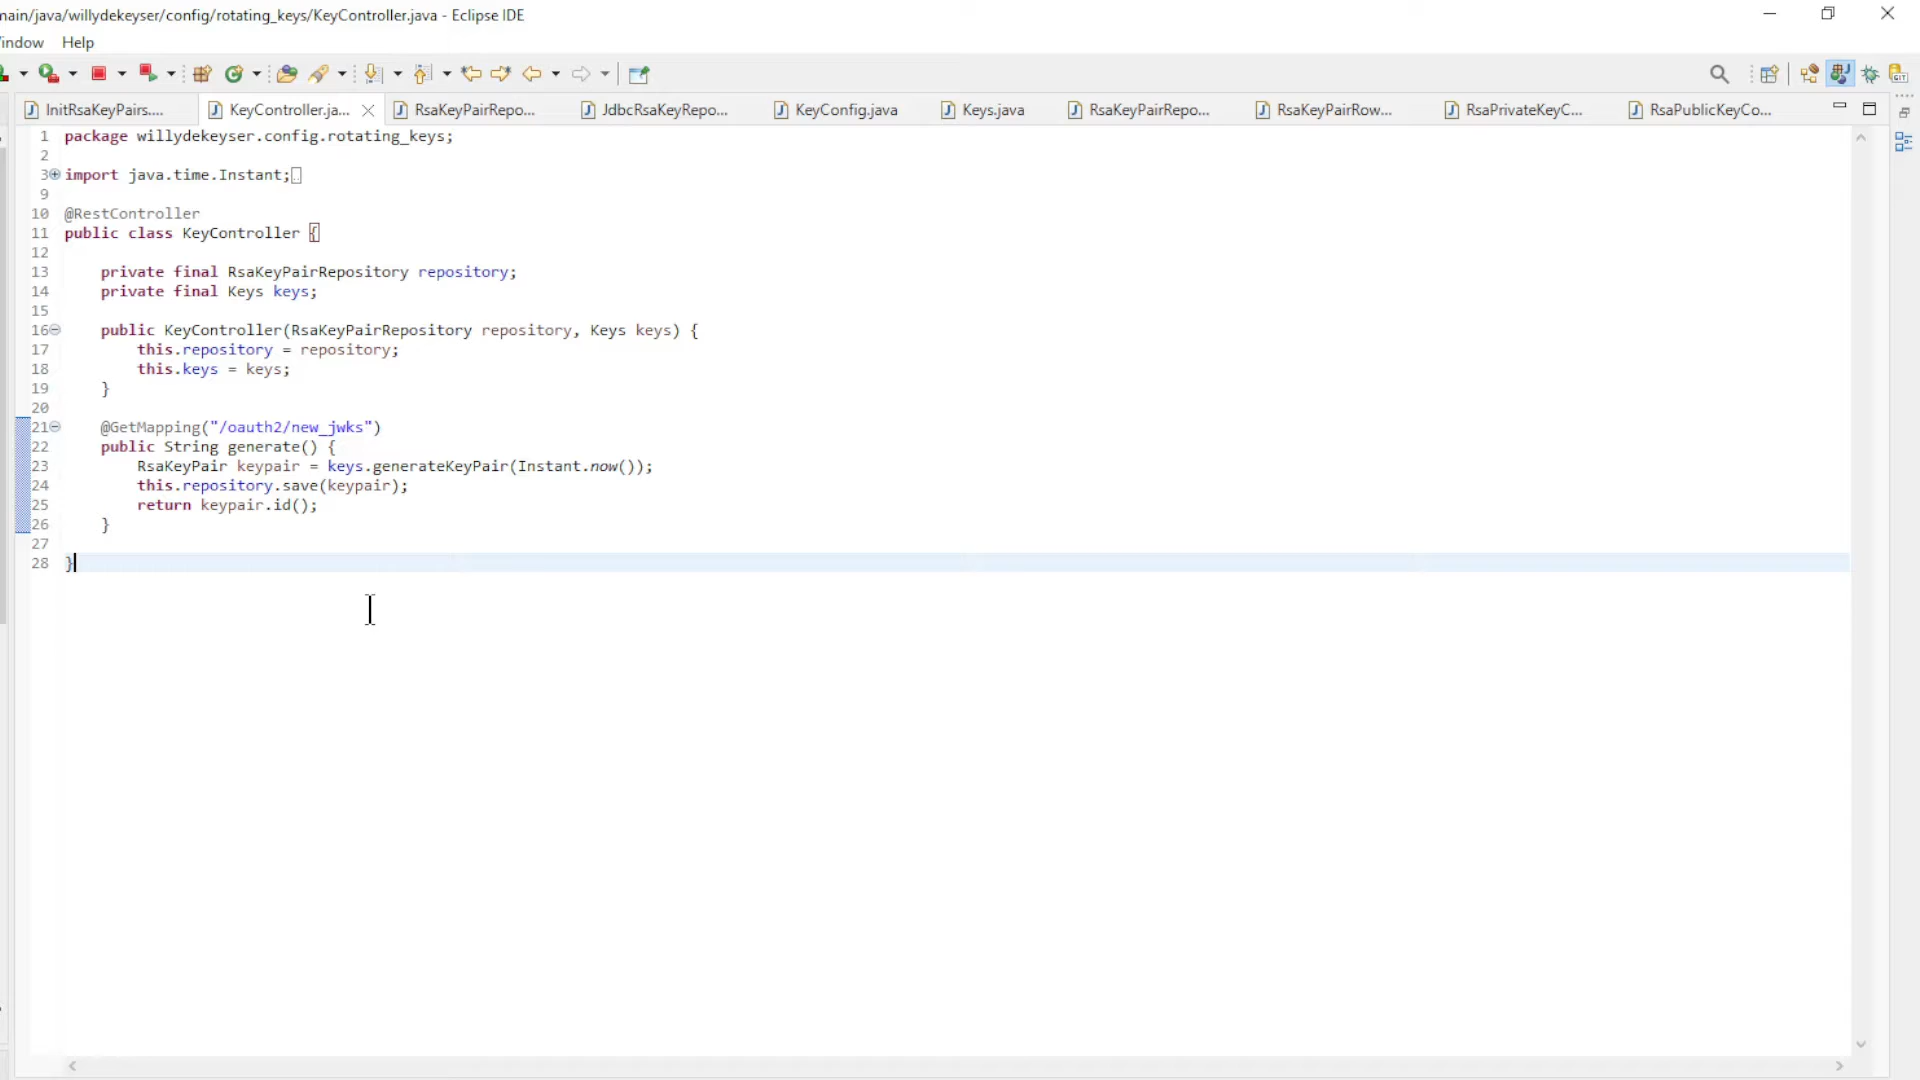 main/java/willydekeyser/config/rotating_keys/KeyController.java - Eclipse IDE
indow Help
InitRsaKeyPairs.... KeyController.ja... RsaKeyPairRepo... JdbcRsaKeyRepo... KeyConfig.java Keys.java RsaKeyPairRepo... RsaKeyPairRow... RsaPrivateKeyC... RsaPublicKeyCo...
1 package willydekeyser.config.rotating_keys;
2
3 import java.time.Instant;
9
10 @RestController
11 public class KeyController {
12
13 private final RsaKeyPairRepository repository;
14 private final Keys keys;
15
16 public KeyController(RsaKeyPairRepository repository, Keys keys) {
17 this.repository = repository;
18 this.keys = keys;
19 }
20
21 @GetMapping("/oauth2/new_jwks")
22 public String generate() {
23 RsaKeyPair keypair = keys.generateKeyPair(Instant.now());
24 this.repository.save(keypair);
25 return keypair.id();
26 }
27
28 }